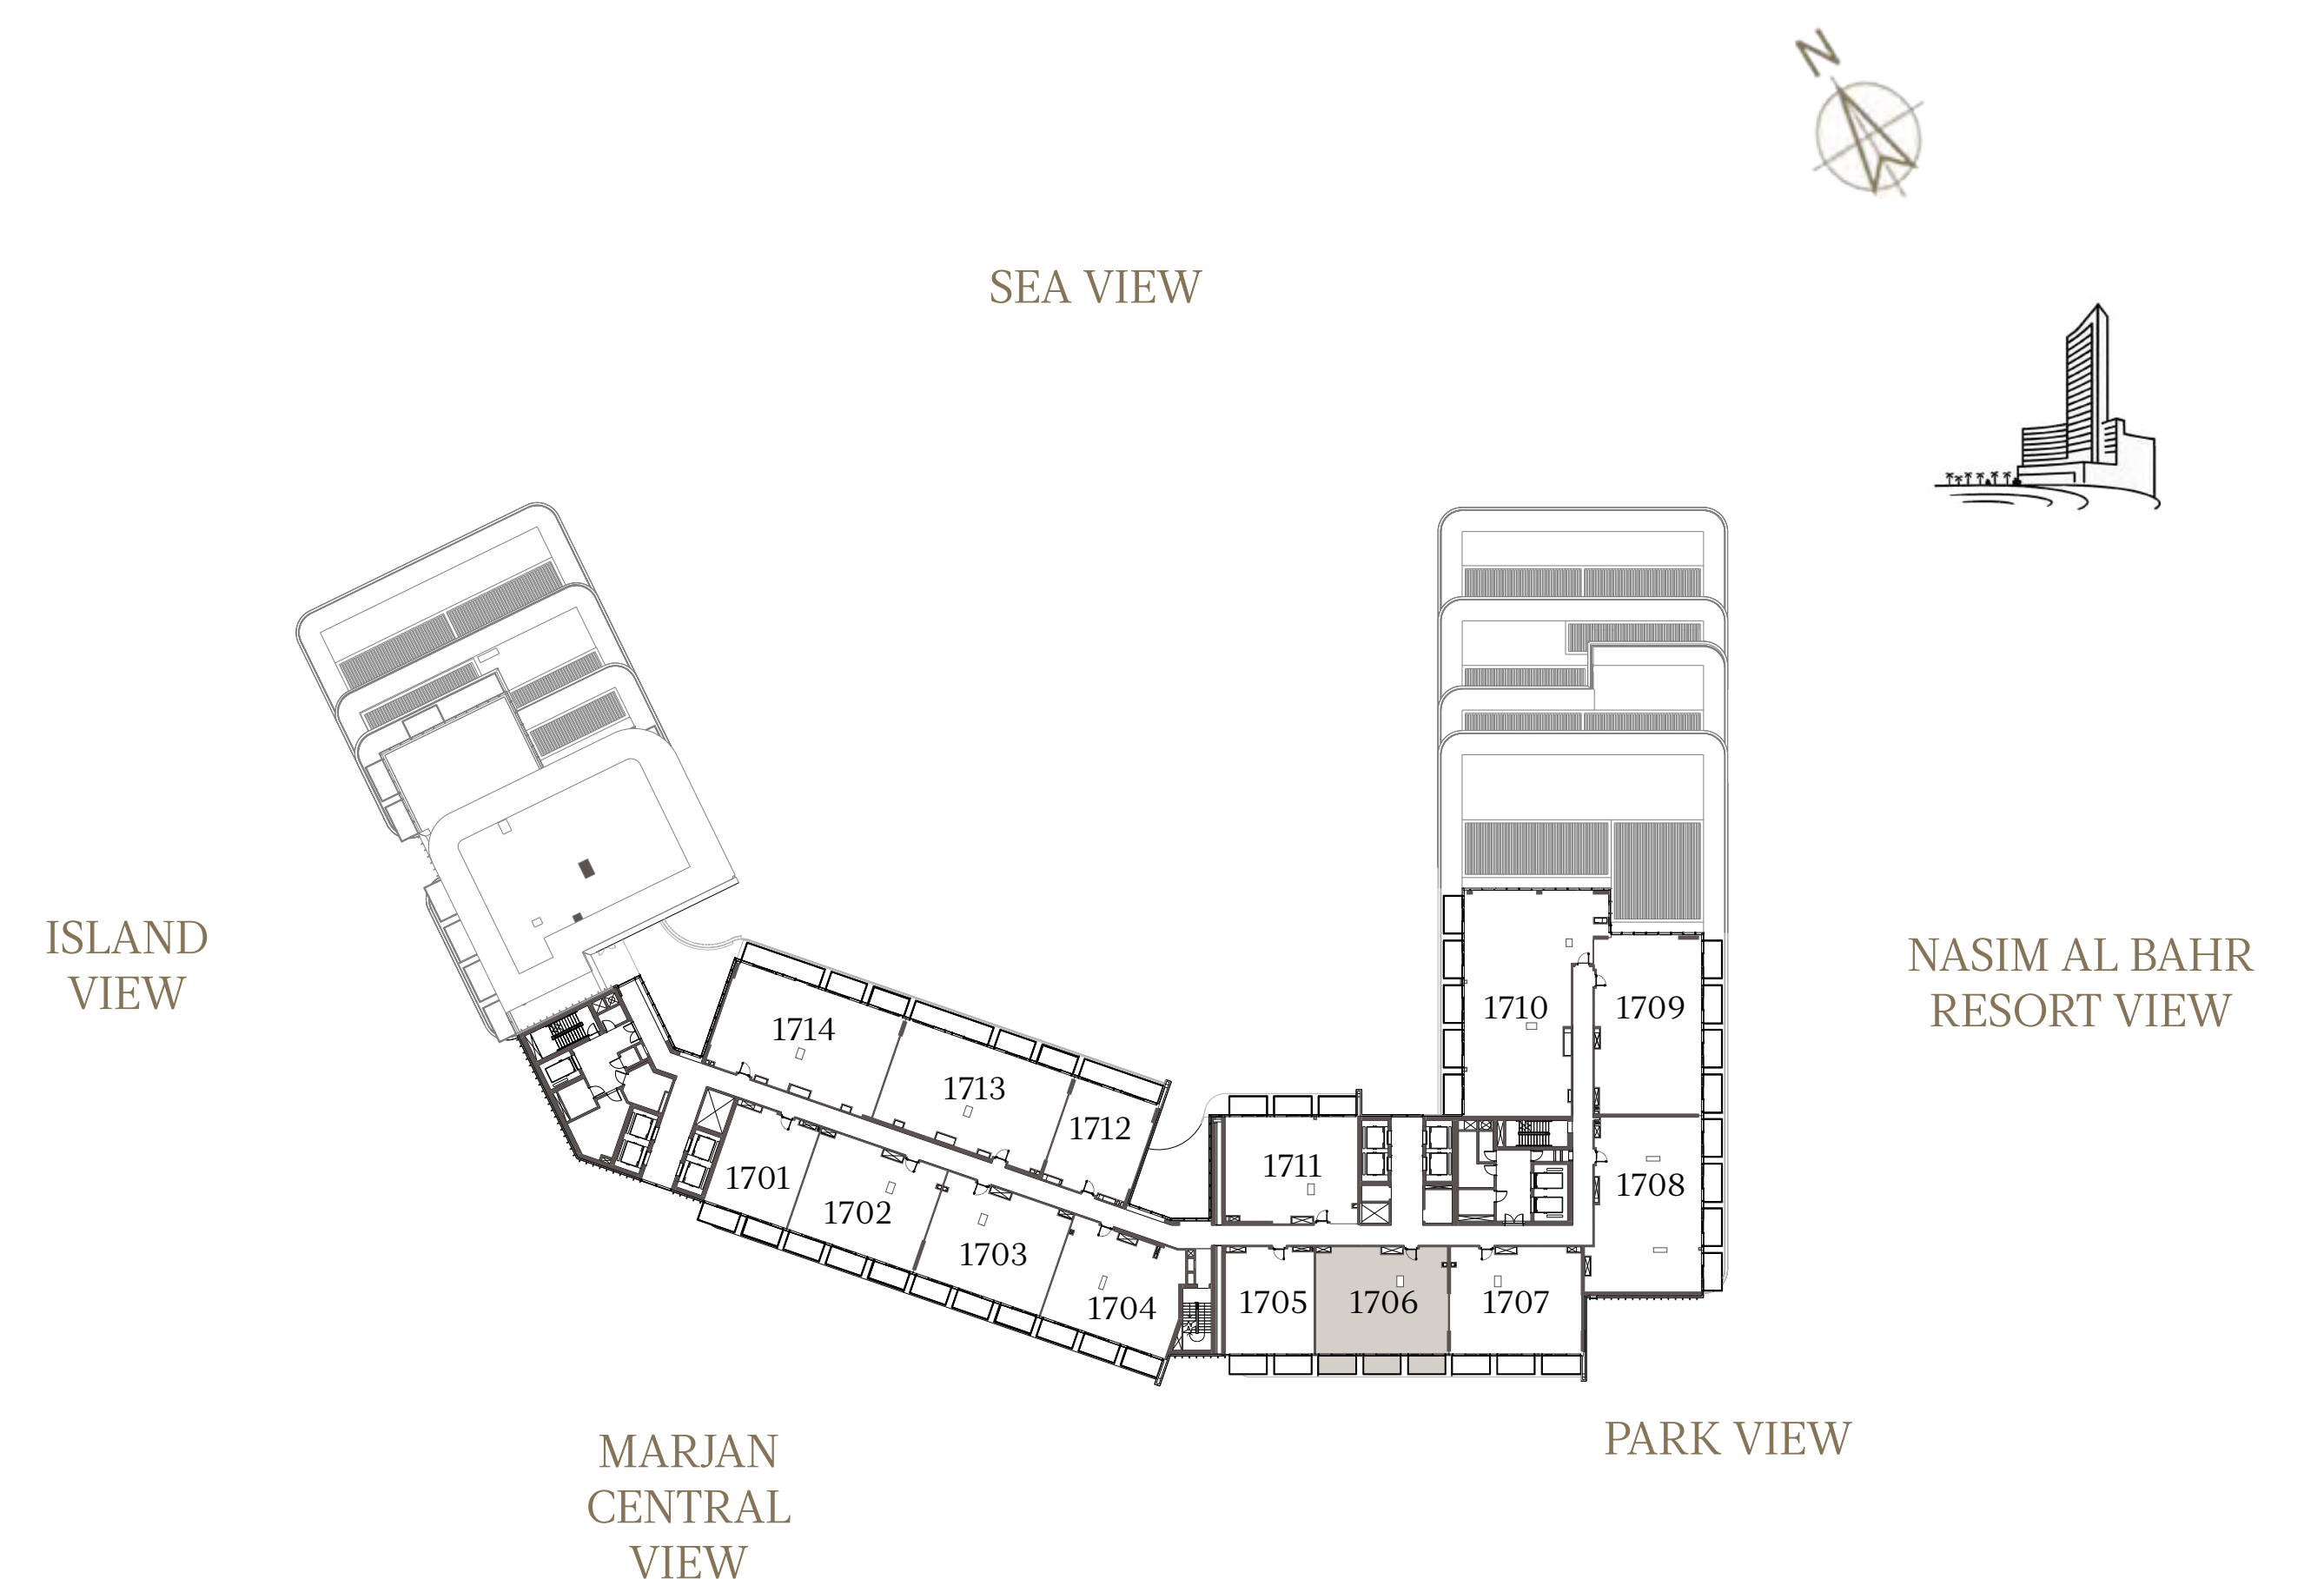 N
SEA VIEW
ISLAND
VIEW
NASIM AL BAHR
RESORT VIEW
1710
1709
1714
1713
1712
1711
1701
1708
1702
1703
1704
1705
1706
1707
PARK VIEW
MARJAN
CENTRAL
VIEW